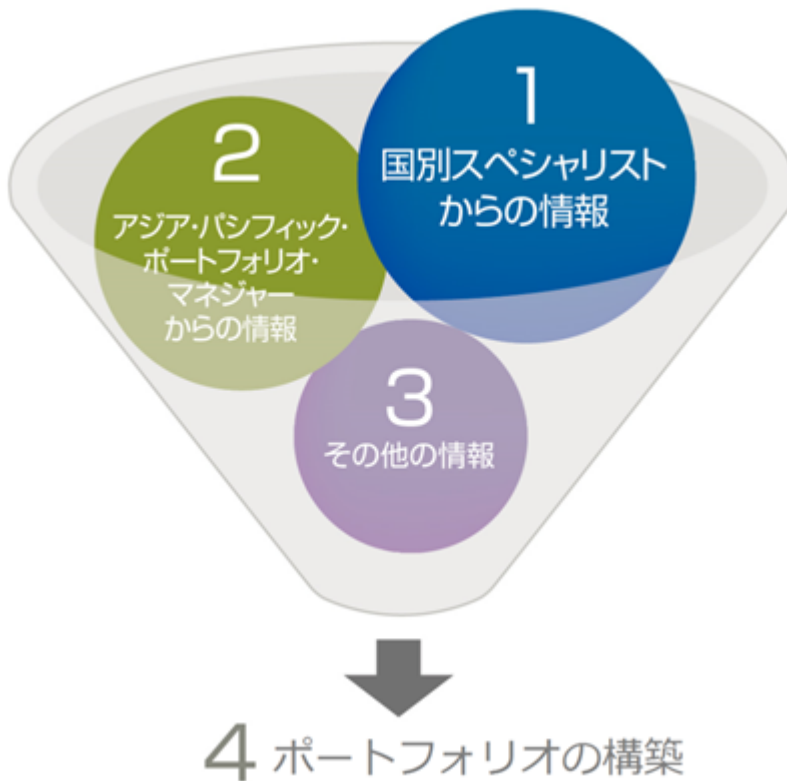 1
国別スペシャリスト
からの情報
2
アジア・パシフィック・
ポートフォリオ・
マネジャー
からの情報
3
その他の情報
4 ポートフォリオの構築